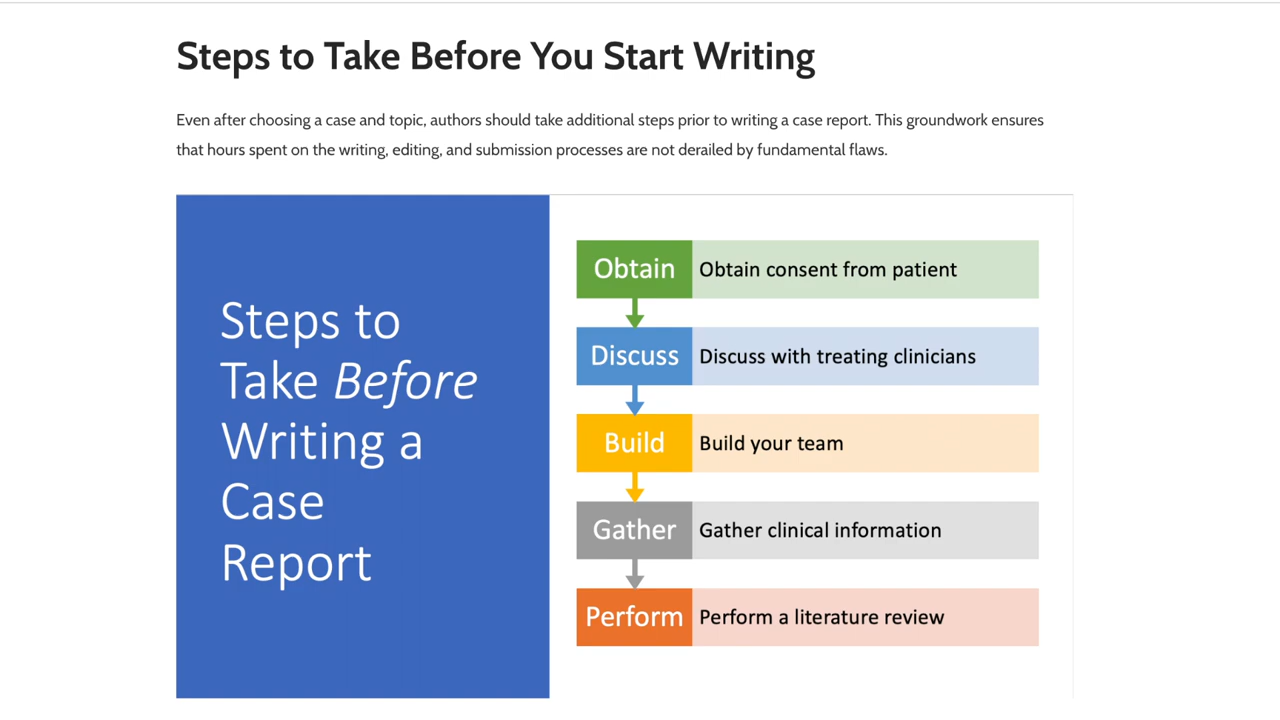 Steps to Take Before You Start Writing
Even after choosing a case and topic, authors should take additional steps prior to writing a case report. This groundwork ensures
that hours spent on the writing, editing, and submission processes are not derailed by fundamental flaws.
Steps to
Take Before
Writing a
Case
Report
Obtain
Obtain consent from patient
Discuss
Discuss with treating clinicians
Build
Build your team
Gather
Gather clinical information
Perform
Perform a literature review